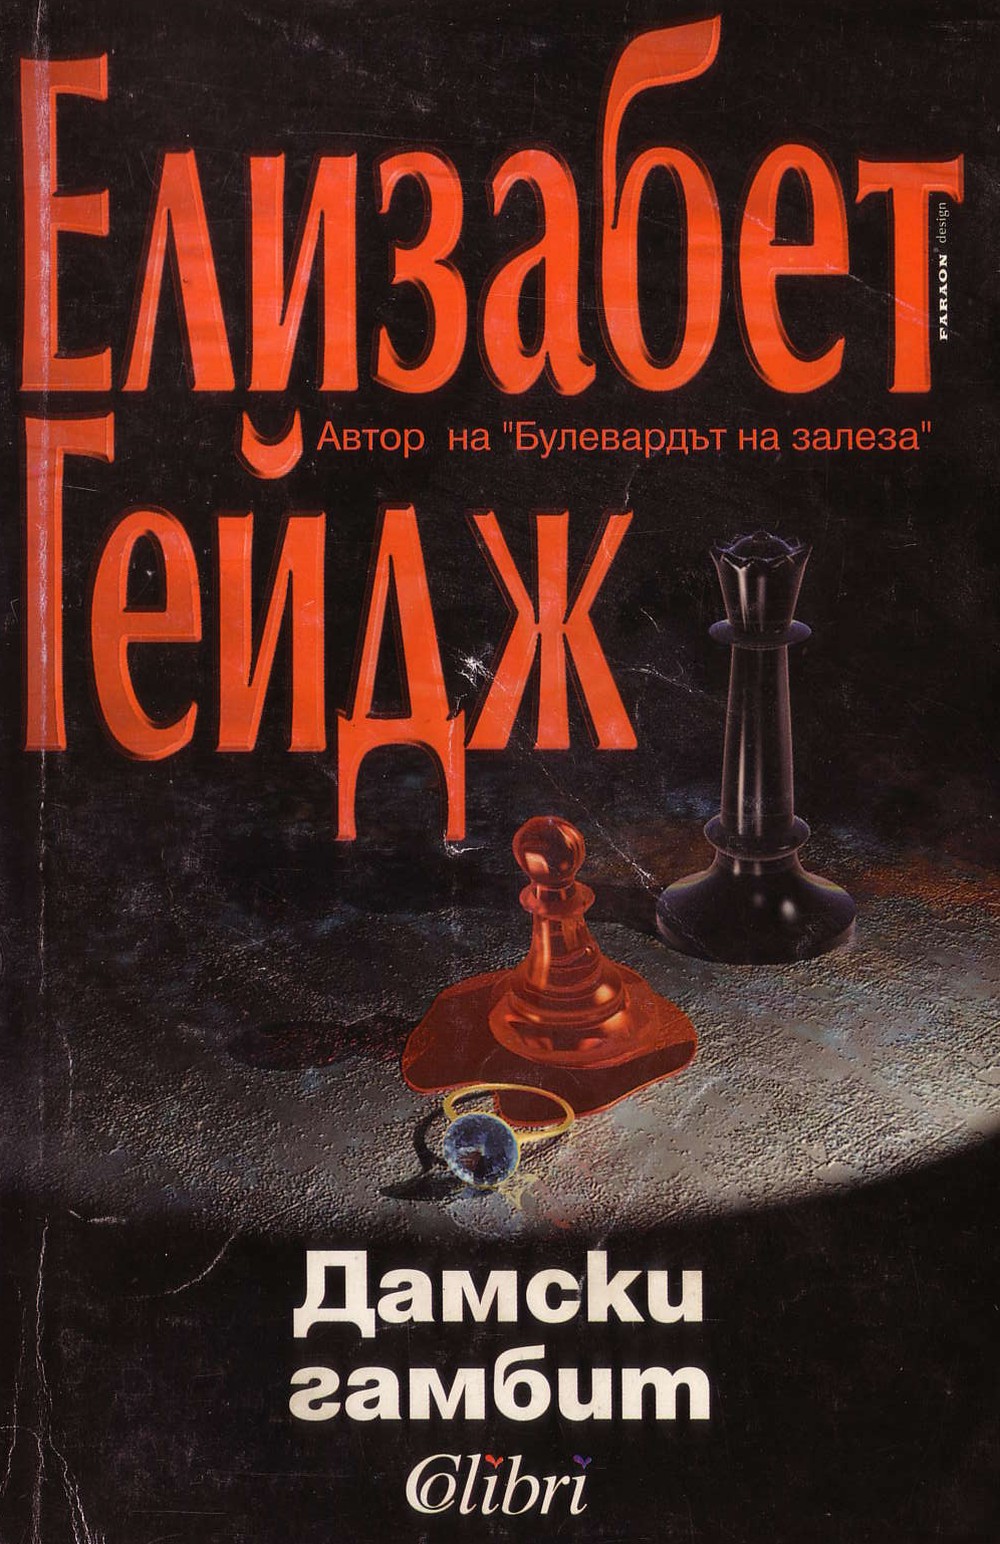 Елизабет
FARAON® design
Гейдж
Автор на "Булевардът на залеза"
Дамски
гамбит
Colibri